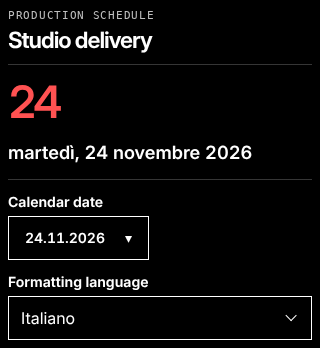 PRODUCTION SCHEDULE
Studio delivery
24
martedì, 24 novembre 2026
Calendar date
24.11.2026
Formatting language
Italiano